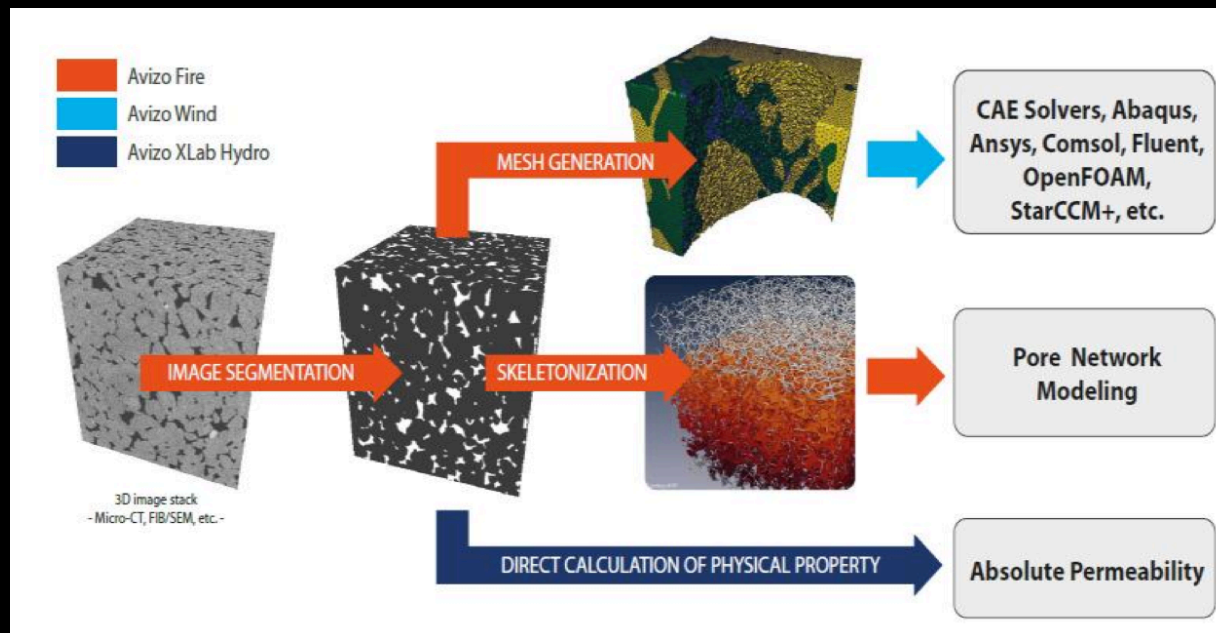 Avizo Fire
Avizo Wind
Avizo XLab Hydro
MESH GENERATION
CAE Solvers, Abaqus,
Ansys, Comsol, Fluent,
OpenFOAM,
StarCCM+, etc.
IMAGE SEGMENTATION
SKELETONIZATION
Pore Network
Modeling
3D image stack
- Micro-CT, FIB/SEM, etc. -
DIRECT CALCULATION OF PHYSICAL PROPERTY
Absolute Permeability